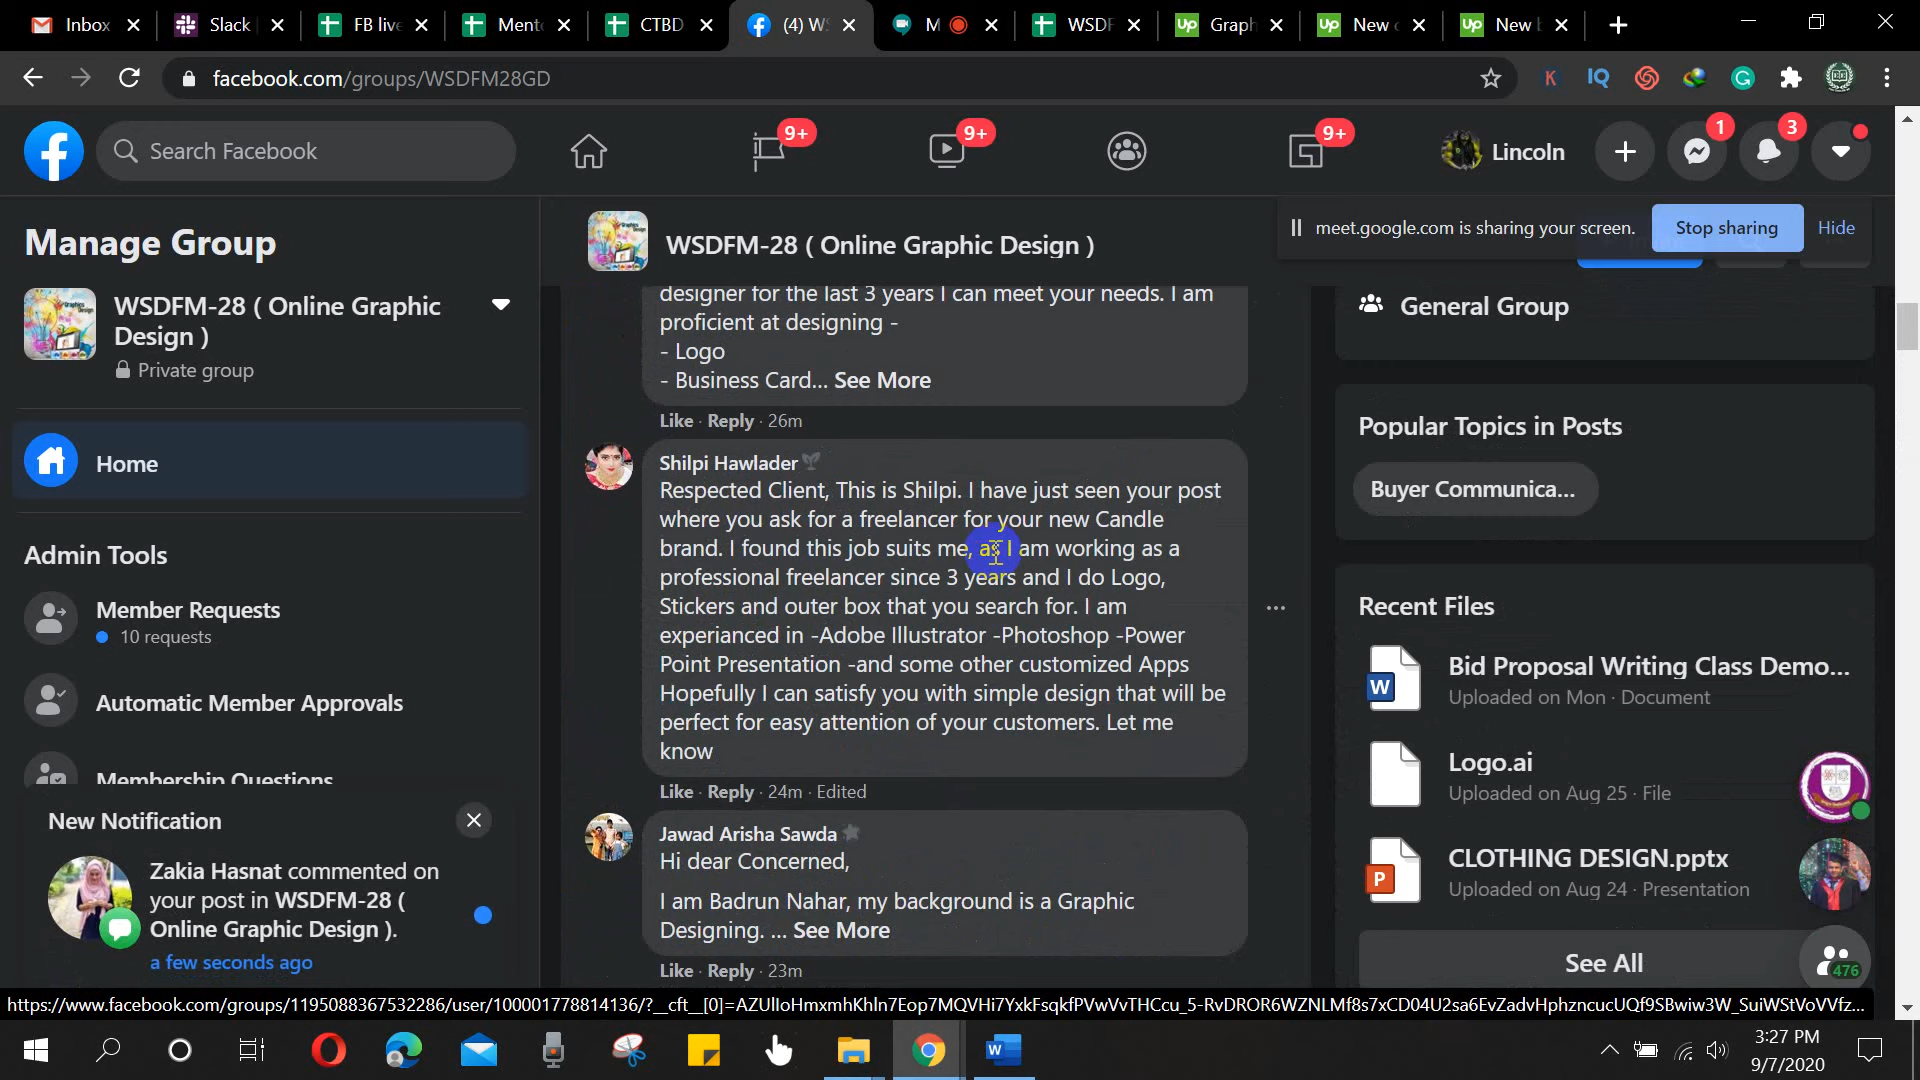 Inbox
Slack
FB live
Ment
CTBD
(4) WS
M
WSDF
Graph
New
New
facebook.com/groups/WSDFM28GD
Search Facebook
9+
9+
9+
Lincoln
1
3
Manage Group
WSDFM-28 ( Online Graphic
Design )
Private group
Home
Admin Tools
Member Requests
10 requests
Automatic Member Approvals
Membership Questions
New Notification
Zakia Hasnat commented on
your post in WSDFM-28 (
Online Graphic Design ).
a few seconds ago
WSDFM-28 ( Online Graphic Design )
meet.google.com is sharing your screen.
Stop sharing
Hide
designer for the last 3 years I can meet your needs. I am
proficient at designing -
- Logo
- Business Card... See More
Like · Reply · 26m
Shilpi Hawlader
Respected Client, This is Shilpi. I have just seen your post
where you ask for a freelancer for your new Candle
brand. I found this job suits me, as I am working as a
professional freelancer since 3 years and I do Logo,
Stickers and outer box that you search for. I am
experianced in -Adobe Illustrator -Photoshop -Power
Point Presentation -and some other customized Apps
Hopefully I can satisfy you with simple design that will be
perfect for easy attention of your customers. Let me
know
Like · Reply · 24m · Edited
Jawad Arisha Sawda
Hi dear Concerned,
I am Badrun Nahar, my background is a Graphic
Designing. ... See More
Like · Reply · 23m
General Group
Popular Topics in Posts
Buyer Communica...
Recent Files
Bid Proposal Writing Class Demo...
Uploaded on Mon · Document
Logo.ai
Uploaded on Aug 25 · File
CLOTHING DESIGN.pptx
Uploaded on Aug 24 · Presentation
See All
476
3:27 PM
9/7/2020